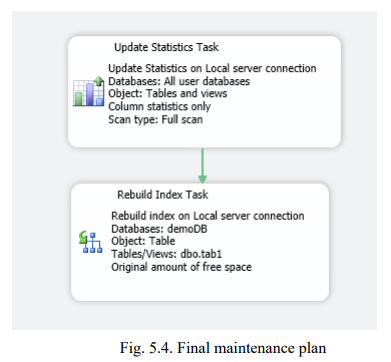 Update Statistics Task
Update Statistics on Local server connection
Databases: All user databases
Object: Tables and views
Column statistics only
Scan type: Full scan
Rebuild Index Task
Rebuild index on Local server connection
Databases: demoDB
Object: Table
Tables/Views: dbo.tab1
Original amount of free space
Fig. 5.4. Final maintenance plan